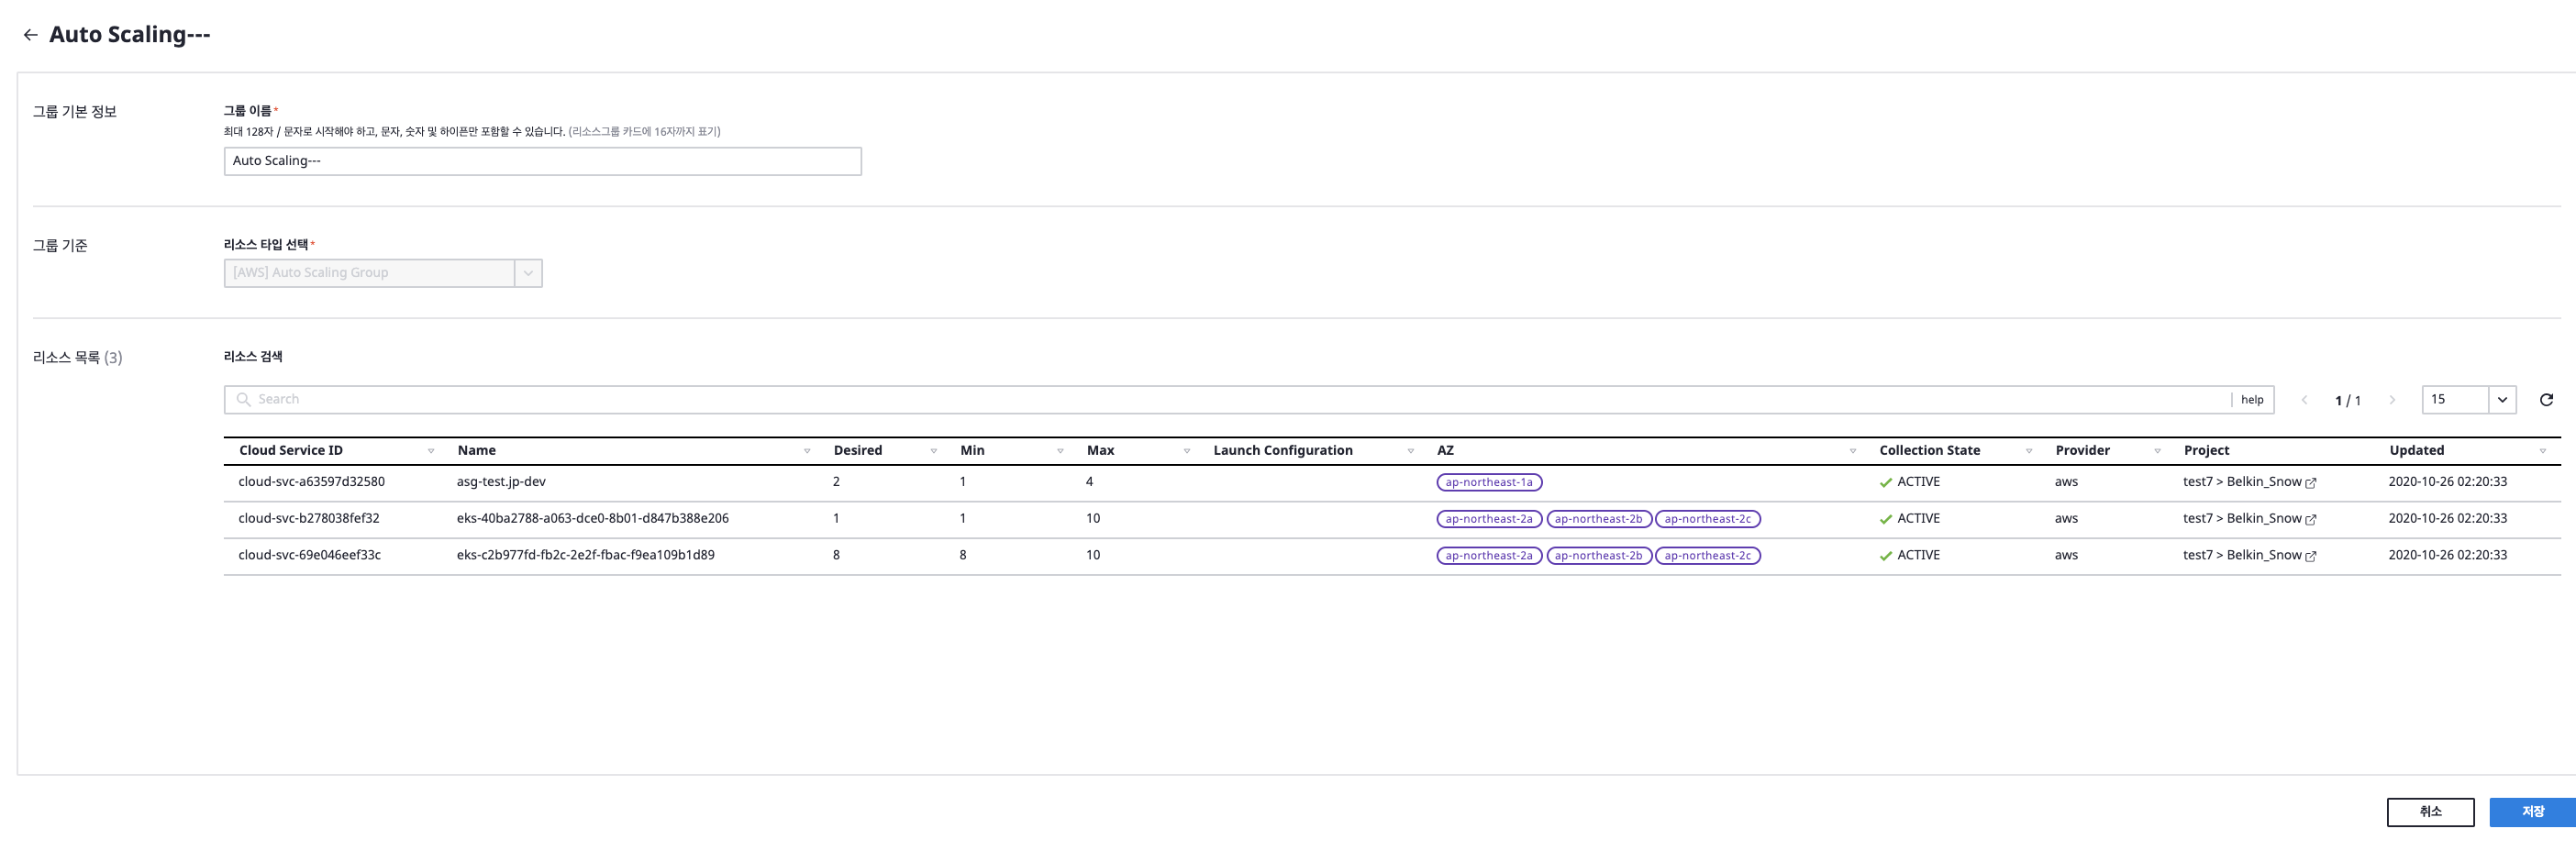 Auto Scaling---
그룹 기본 정보
그룹 이름*
최대 128자 / 문자로 시작해야 하고, 문자, 숫자 및 하이픈만 포함할 수 있습니다. (리소스그룹 카드에 16자까지 표기)
Auto Scaling---
그룹 기준
리소스 타입 선택*
[AWS] Auto Scaling Group
리소스 목록 (3)
리소스 검색
Search help 1 / 1 15
Cloud Service ID Name Desired Min Max Launch Configuration AZ Collection State Provider Project Updated
cloud-svc-a63597d32580 asg-test.jp-dev 2 1 4 ap-northeast-1a ACTIVE aws test7 > Belkin_Snow 2020-10-26 02:20:33
cloud-svc-b278038fef32 eks-40ba2788-a063-dce0-8b01-d847b388e206 1 1 10 ap-northeast-2a ap-northeast-2b ap-northeast-2c ACTIVE aws test7 > Belkin_Snow 2020-10-26 02:20:33
cloud-svc-69e046eef33c eks-c2b977fd-fb2c-2e2f-fbac-f9ea109b1d89 8 8 10 ap-northeast-2a ap-northeast-2b ap-northeast-2c ACTIVE aws test7 > Belkin_Snow 2020-10-26 02:20:33
취소 저장